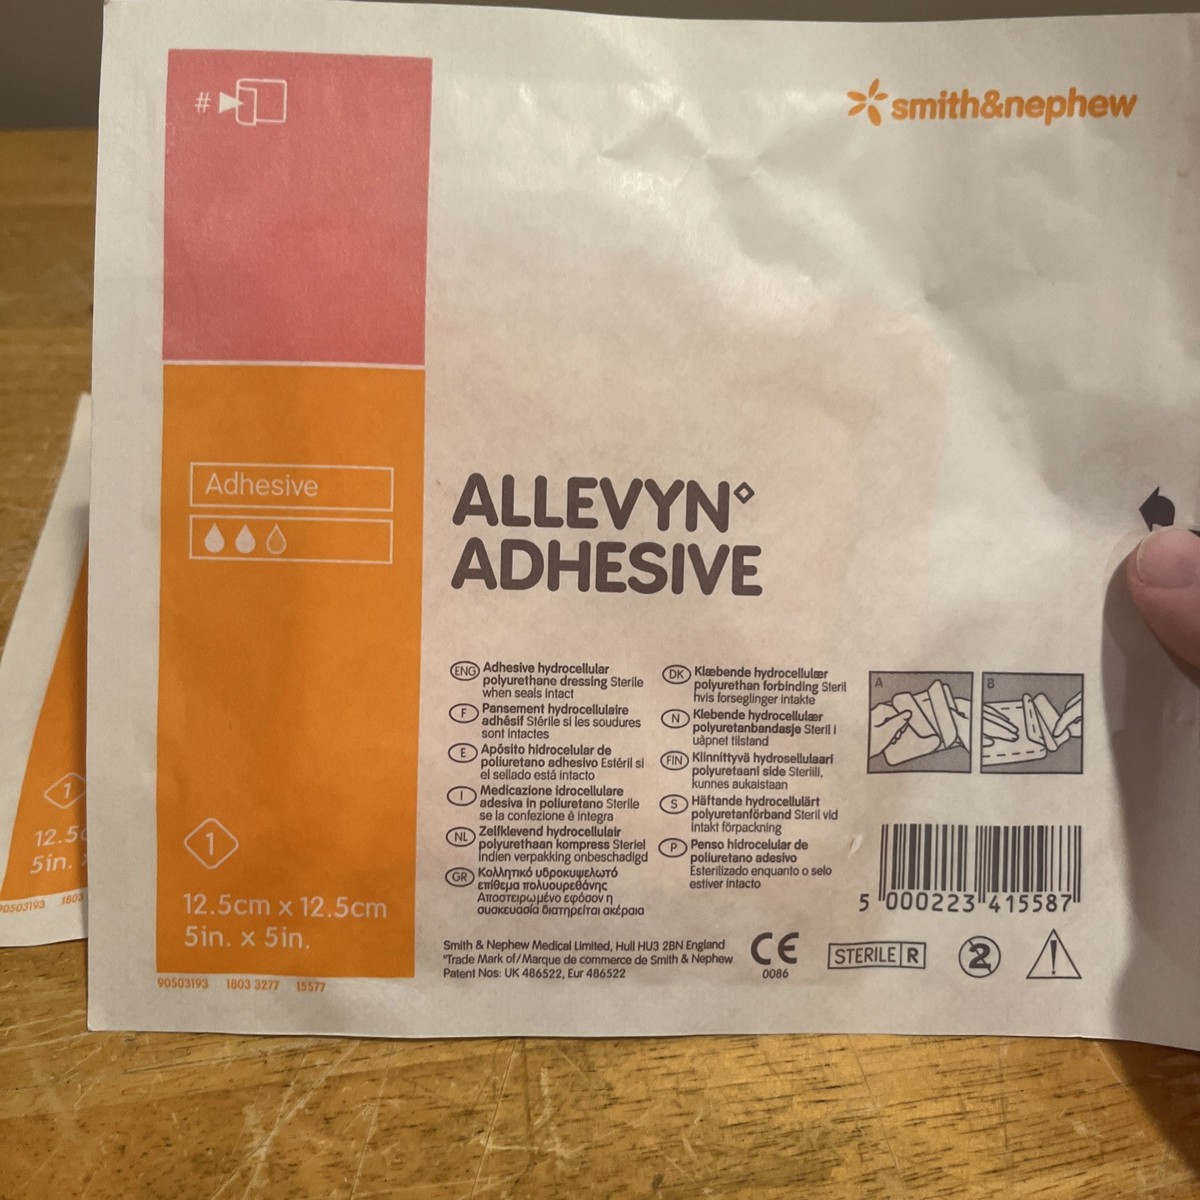 #
smith&nephew
Adhesive
ALLEVYN◇
ADHESIVE
ENG Adhesive hydrocellular
polyurethane dressing Sterile
when seals intact
F Pansement hydrocellulaire
adhésif Stérile si les soudures
sont intactes
E Apósito hidrocelular de
poliuretano adhesivo Estéril si
el sellado está intacto
I Medicazione idrocellulare
adesiva in poliuretano Sterile
se la confezione è integra
NL Zelfklevend hydrocellulair
polyurethaan kompress Steriel
indien verpakking onbeschadigd
GR Κολλητικό υδροκυψελωτό
επίθεμα πολυουρεθάνης
Αποστειρωμένο εφόσον η
συσκευασία διατηρείται ακέραια
DK Klæbende hydrocellulær
polyurethan forbinding Steril
hvis forseglinger intakte
N Klebende hydrocellulær
polyuretanbandasje Steril i
uåpnet tilstand
FIN Kiinnittyvä hydrosellulaari
polyuretaani side Steriili,
kunnes aukaistaan
S Häftande hydrocellulärt
polyuretanförband Steril vid
intakt förpackning
P Penso hidrocelular de
poliuretano adesivo
Esterilizado enquanto o selo
estiver intacto
A
B
1
12.5cm x 12.5cm
5in. x 5in.
5 000223 415587
Smith & Nephew Medical Limited, Hull HU3 2BN England
◇Trade Mark of/Marque de commerce de Smith & Nephew
Patent Nos: UK 486522, Eur 486522
CE
0086
STERILE R
2
90503193 1803 3277 15577
1
12.5c
5in. x
90503193 1803